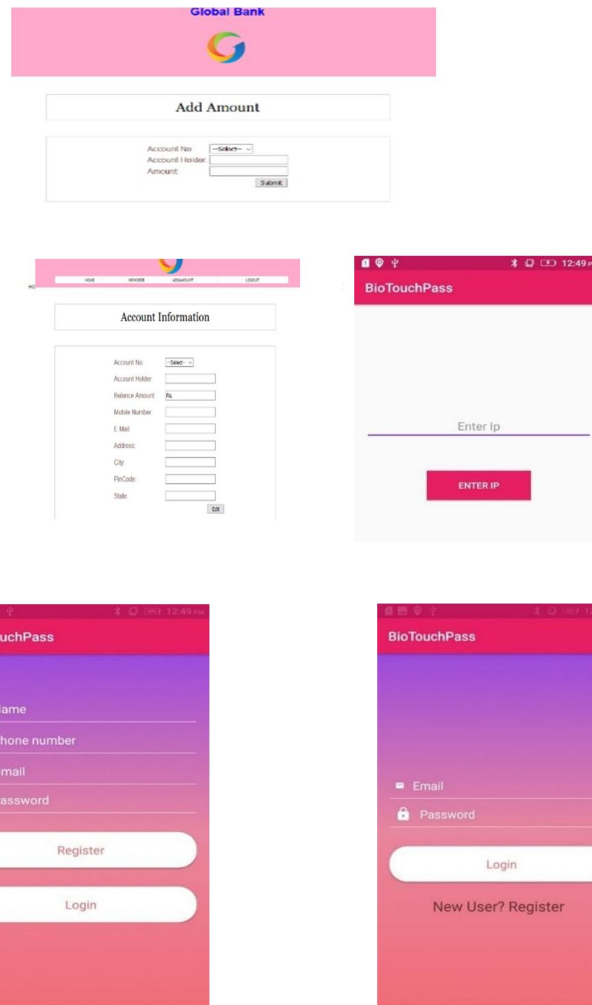 Global Bank
Add Amount
Account No: --Select--
Account Holder:
Amount:
Submit
HOME LOGOUT
Account Information
Account No: --Select--
Account Holder
Balance Amount: Rs.
Mobile Number:
E Mail:
Address:
City:
PinCode:
State:
Edit
12:49
BioTouchPass
Enter Ip
ENTER IP
12:49 PM
uchPass
ame
hone number
mail
assword
Register
Login
BioTouchPass
Email
Password
Login
New User? Register